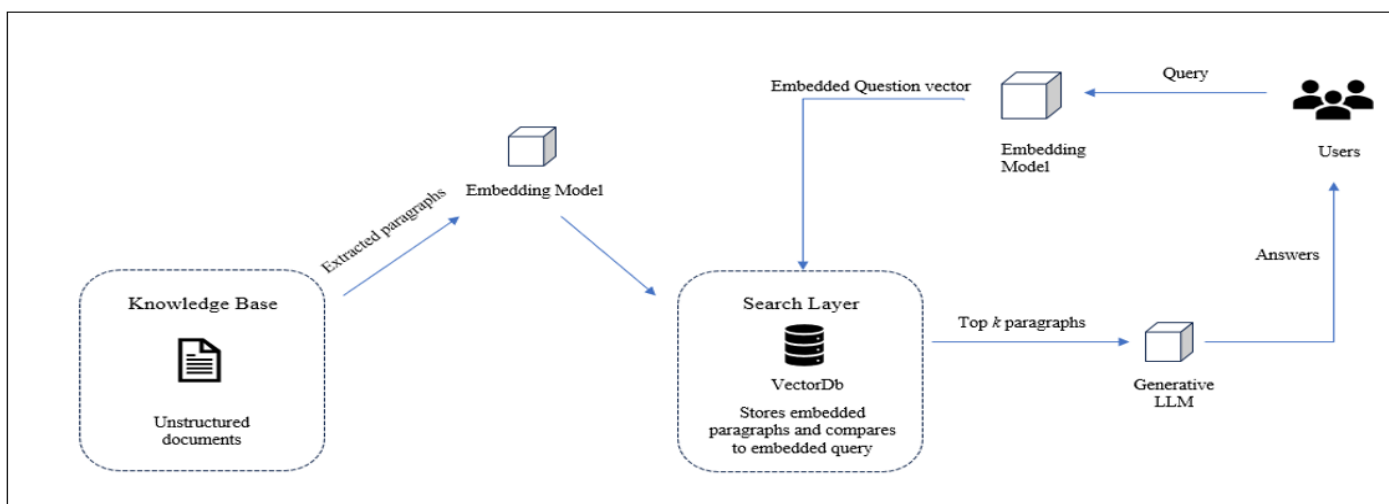 Knowledge Base
Unstructured
documents
Extracted paragraphs
Embedding Model
Search Layer
VectorDb
Stores embedded
paragraphs and compares
to embedded query
Embedded Question vector
Embedding
Model
Query
Users
Top k paragraphs
Generative
LLM
Answers